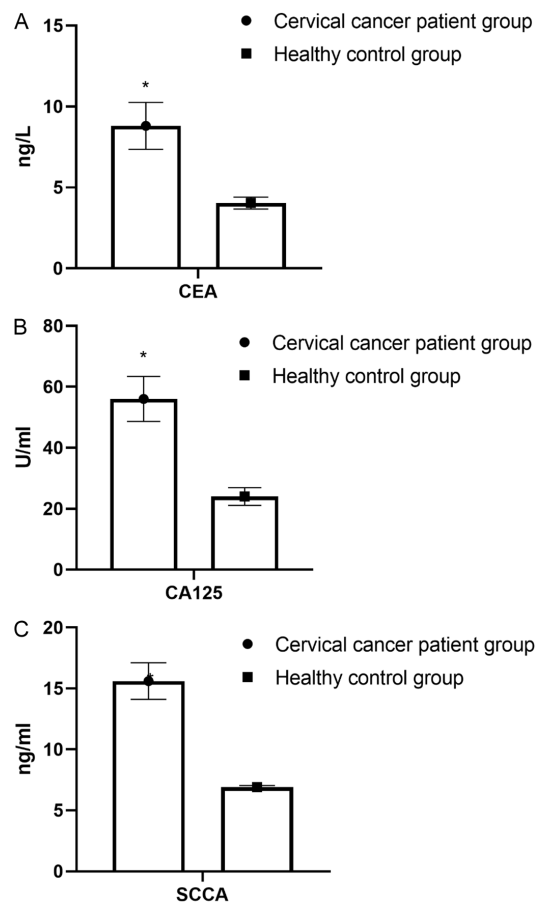 A
15
Cervical cancer patient group
Healthy control group
*
10
ng/L
5
0
CEA
B
80
Cervical cancer patient group
Healthy control group
*
60
U/ml
40
20
0
CA125
C
20
Cervical cancer patient group
Healthy control group
*
15
ng/ml
10
5
0
SCCA